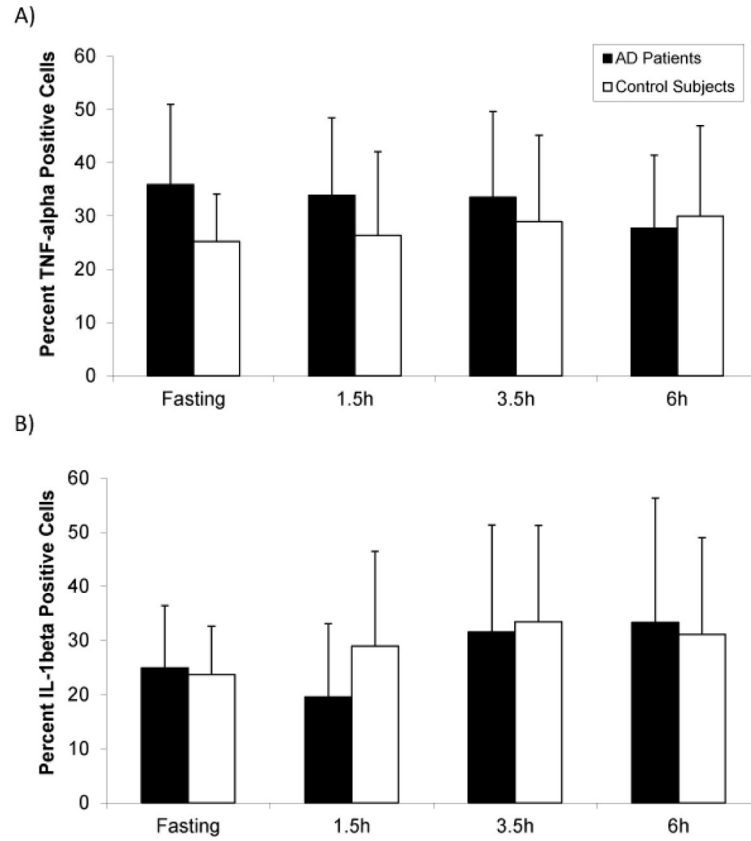 A)
Percent TNF-alpha Positive Cells
60
50
40
30
20
10
0
AD Patients
Control Subjects
Fasting 1.5h 3.5h 6h
B)
Percent IL-1beta Positive Cells
60
50
40
30
20
10
0
Fasting 1.5h 3.5h 6h